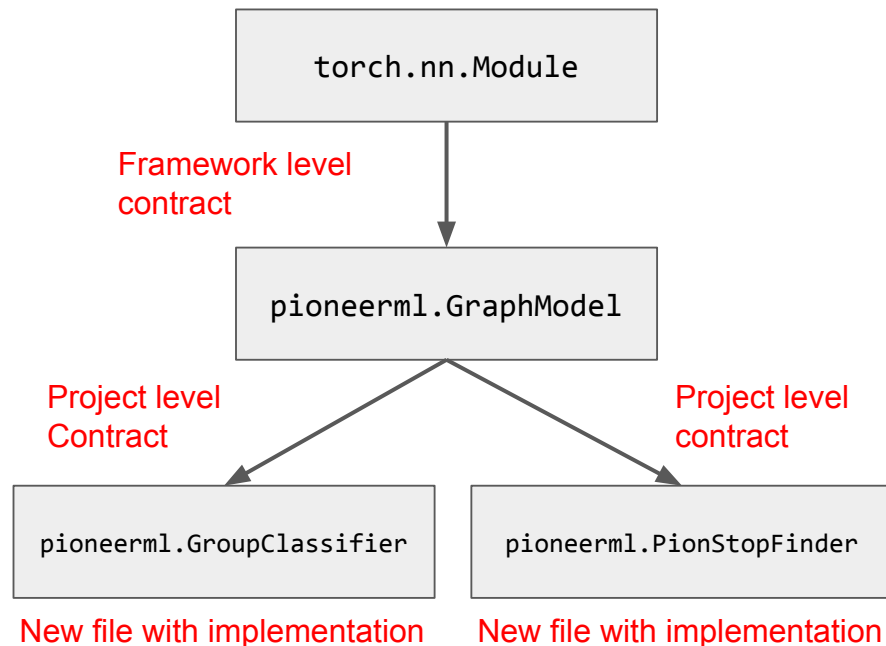 torch.nn.Module
Framework level
contract
pioneerml.GraphModel
Project level
Contract
Project level
contract
pioneerml.GroupClassifier
pioneerml.PionStopFinder
New file with implementation
New file with implementation